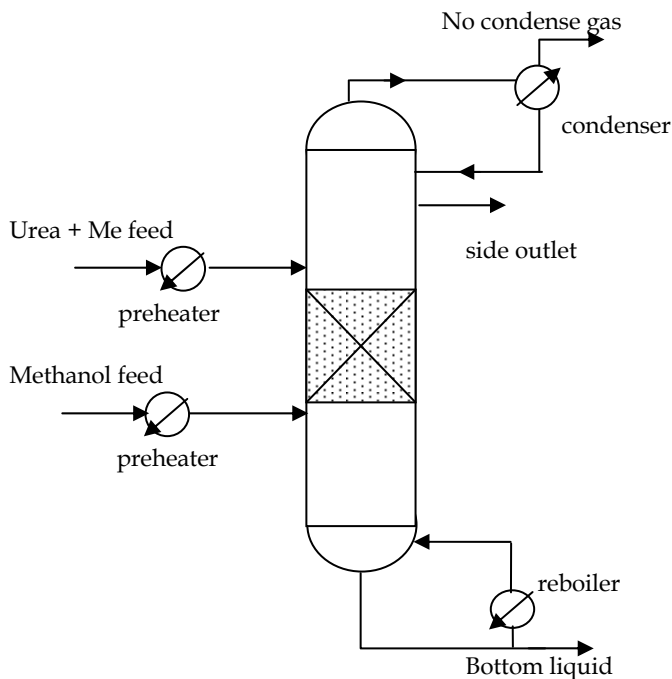 No condense gas
condenser
Urea + Me feed
side outlet
preheater
Methanol feed
preheater
reboiler
Bottom liquid